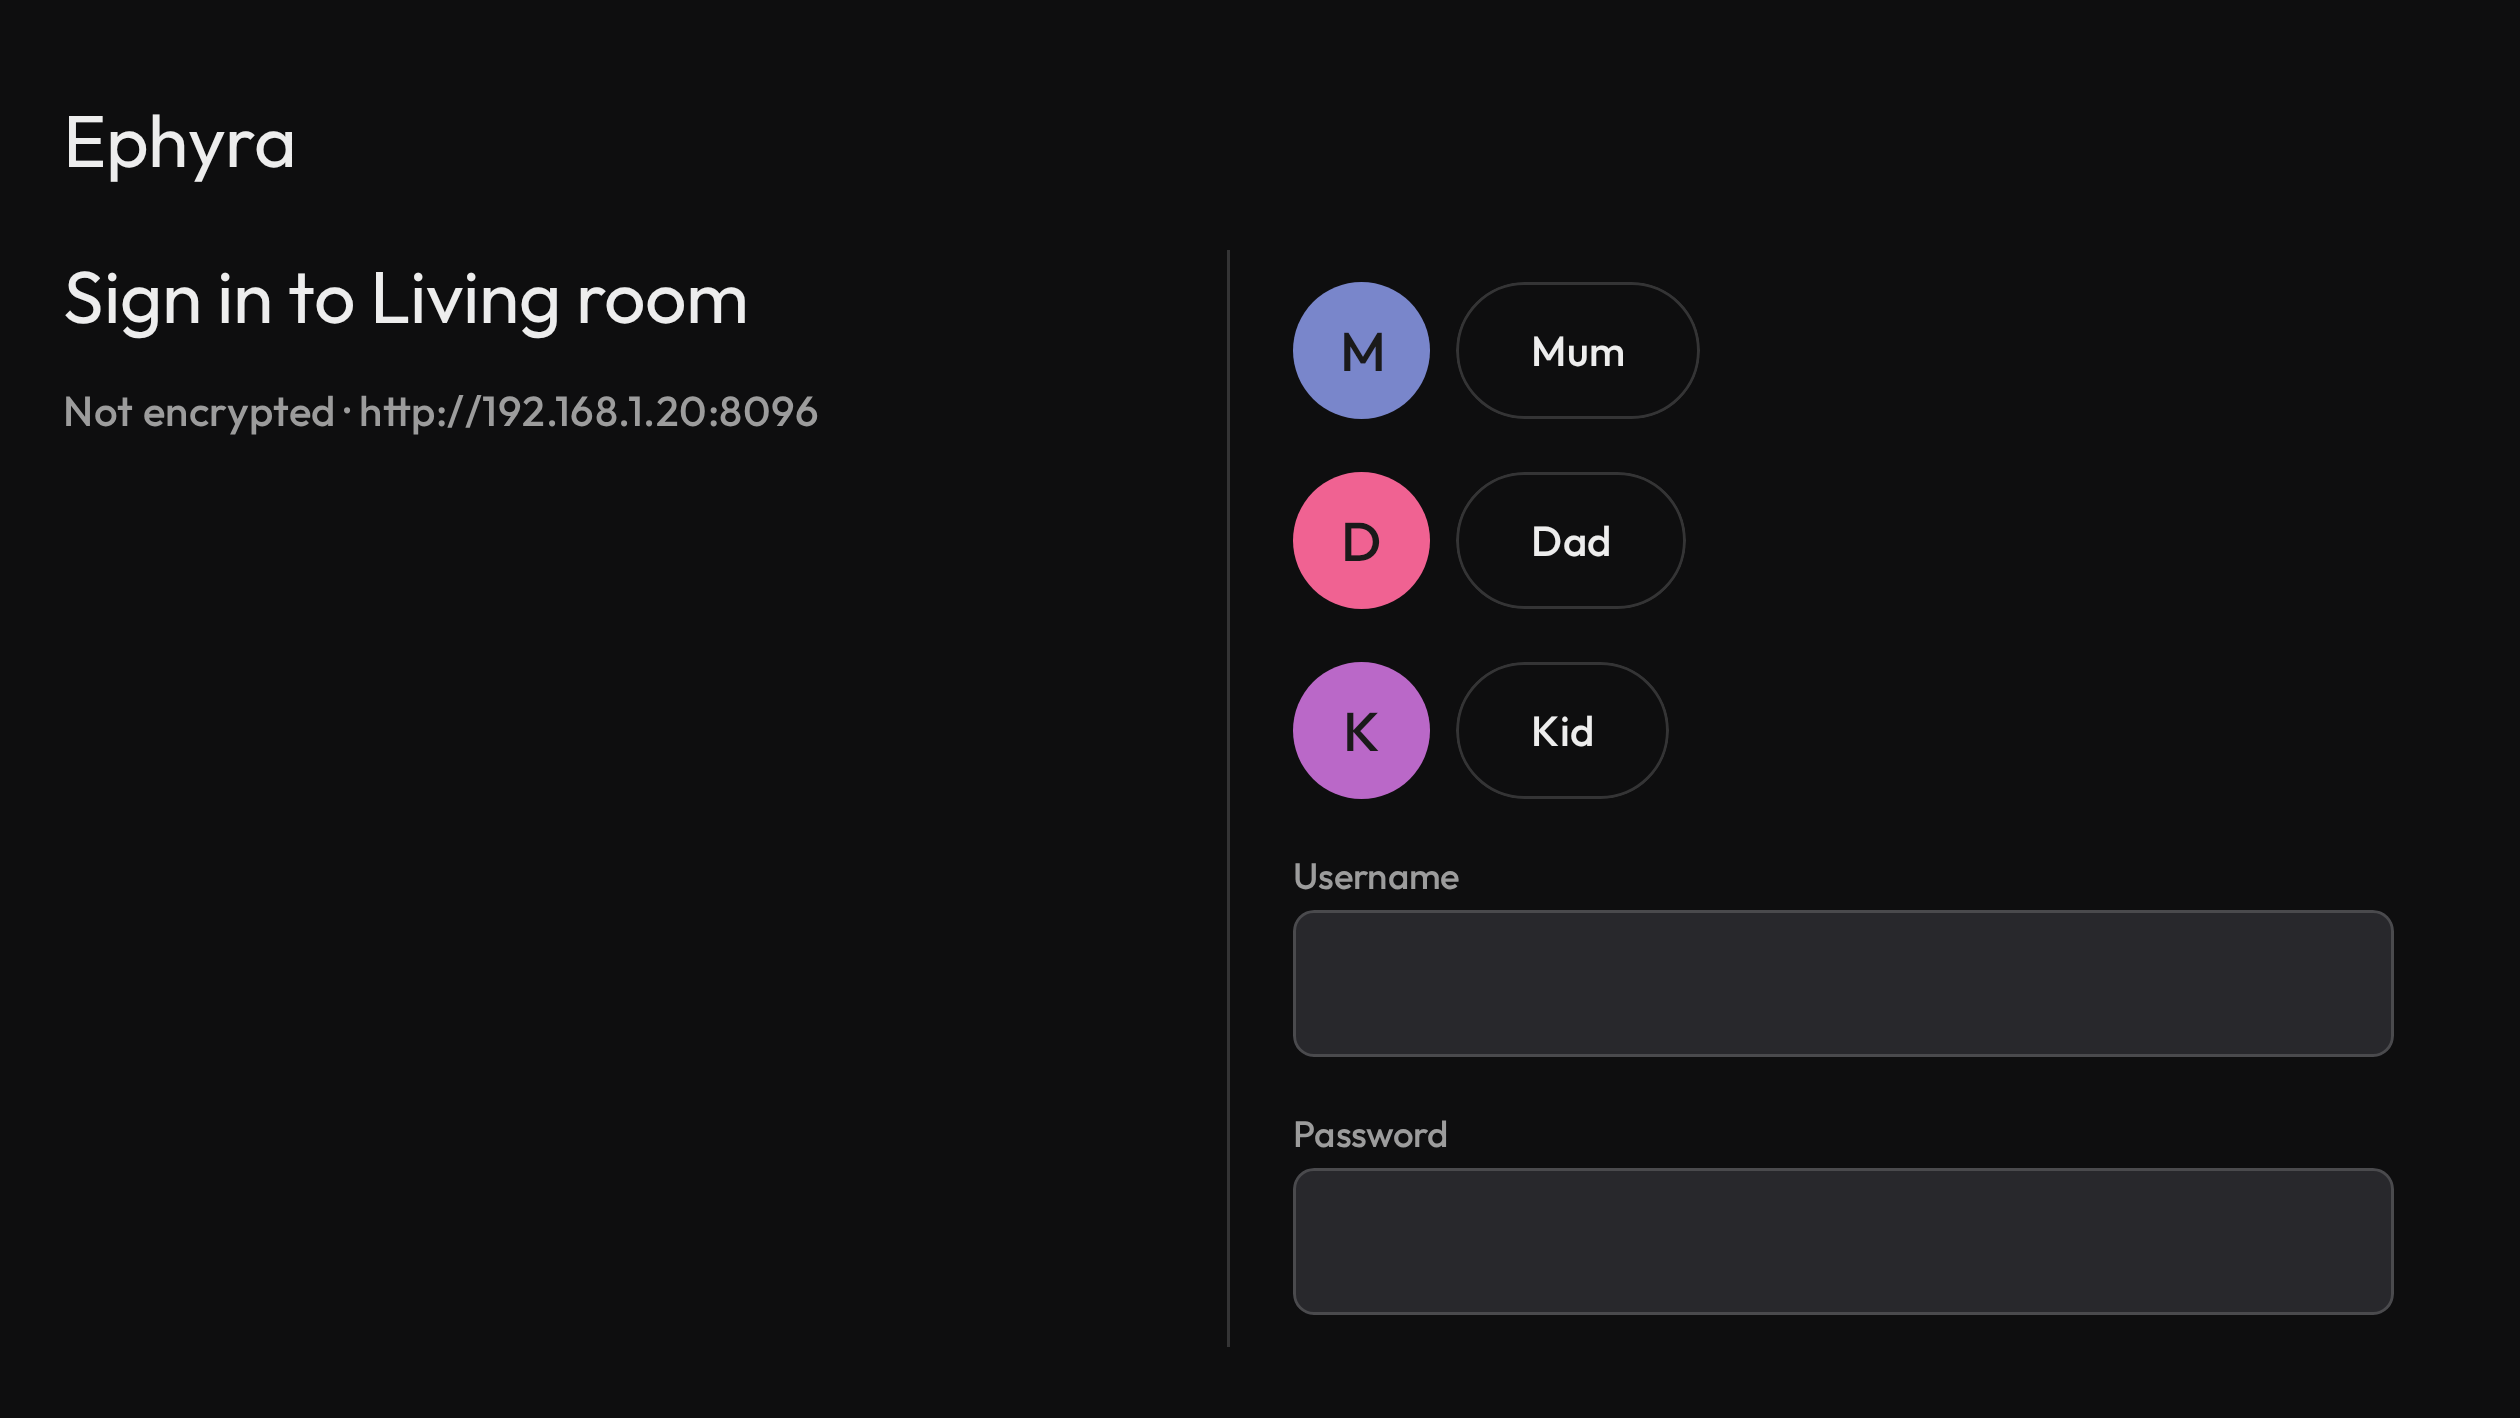 Ephyra
Sign in to Living room
Not encrypted · http://192.168.1.20:8096
M
Mum
D
Dad
K
Kid
Username
Password